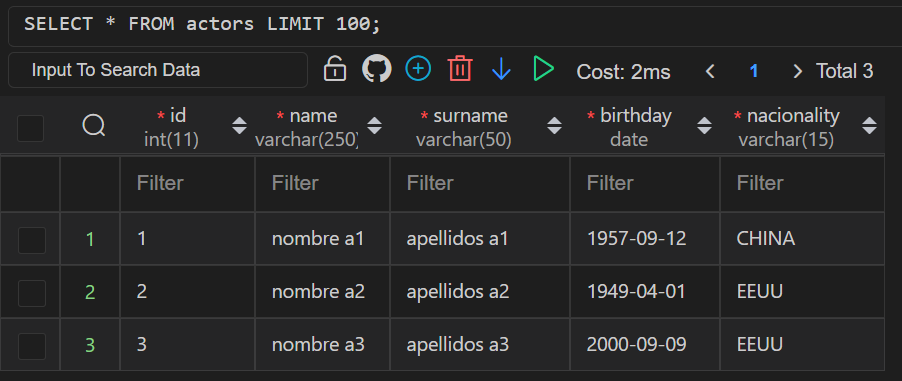 SELECT * FROM actors LIMIT 100;
Input To Search Data Cost: 2ms 1 Total 3
* id * name * surname * birthday * nacionality
int(11) varchar(250) varchar(50) date varchar(15)
Filter Filter Filter Filter Filter
1 1 nombre a1 apellidos a1 1957-09-12 CHINA
2 2 nombre a2 apellidos a2 1949-04-01 EEUU
3 3 nombre a3 apellidos a3 2000-09-09 EEUU